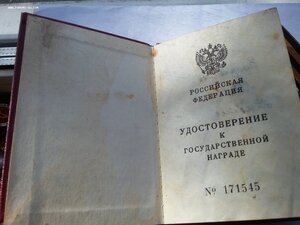 РОССИЙСКАЯ
ФЕДЕРАЦИЯ
УДОСТОВЕРЕНИЕ
К
ГОСУДАРСТВЕННОЙ
НАГРАДЕ
№ 171545